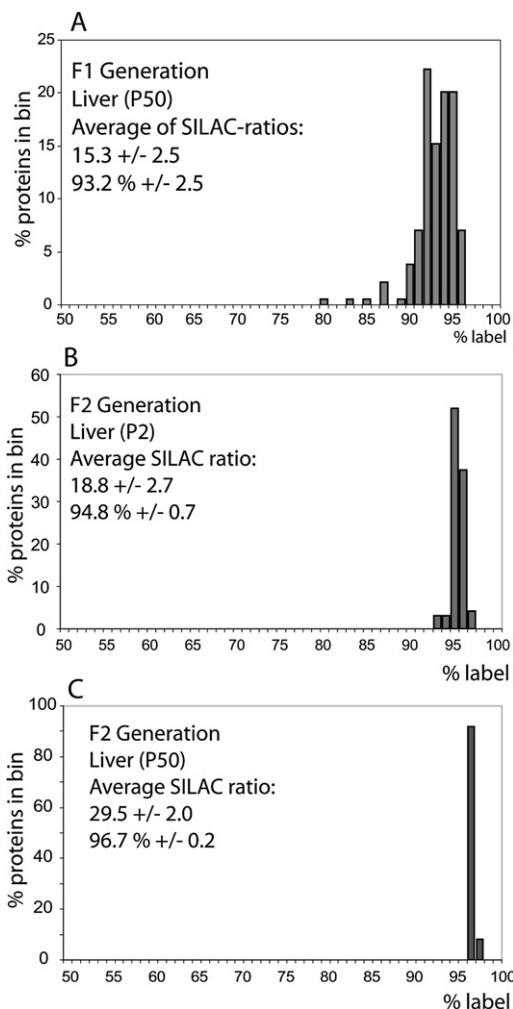 A
25
20
15
10
5
0
% proteins in bin
F1 Generation
Liver (P50)
Average of SILAC-ratios:
15.3 +/- 2.5
93.2 % +/- 2.5
50 55 60 65 70 75 80 85 90 95 100
% label
B
60
50
40
30
20
10
0
% proteins in bin
F2 Generation
Liver (P2)
Average SILAC ratio:
18.8 +/- 2.7
94.8 % +/- 0.7
50 55 60 65 70 75 80 85 90 95 100
% label
C
100
80
60
40
20
0
% proteins in bin
F2 Generation
Liver (P50)
Average SILAC ratio:
29.5 +/- 2.0
96.7 % +/- 0.2
50 55 60 65 70 75 80 85 90 95 100
% label